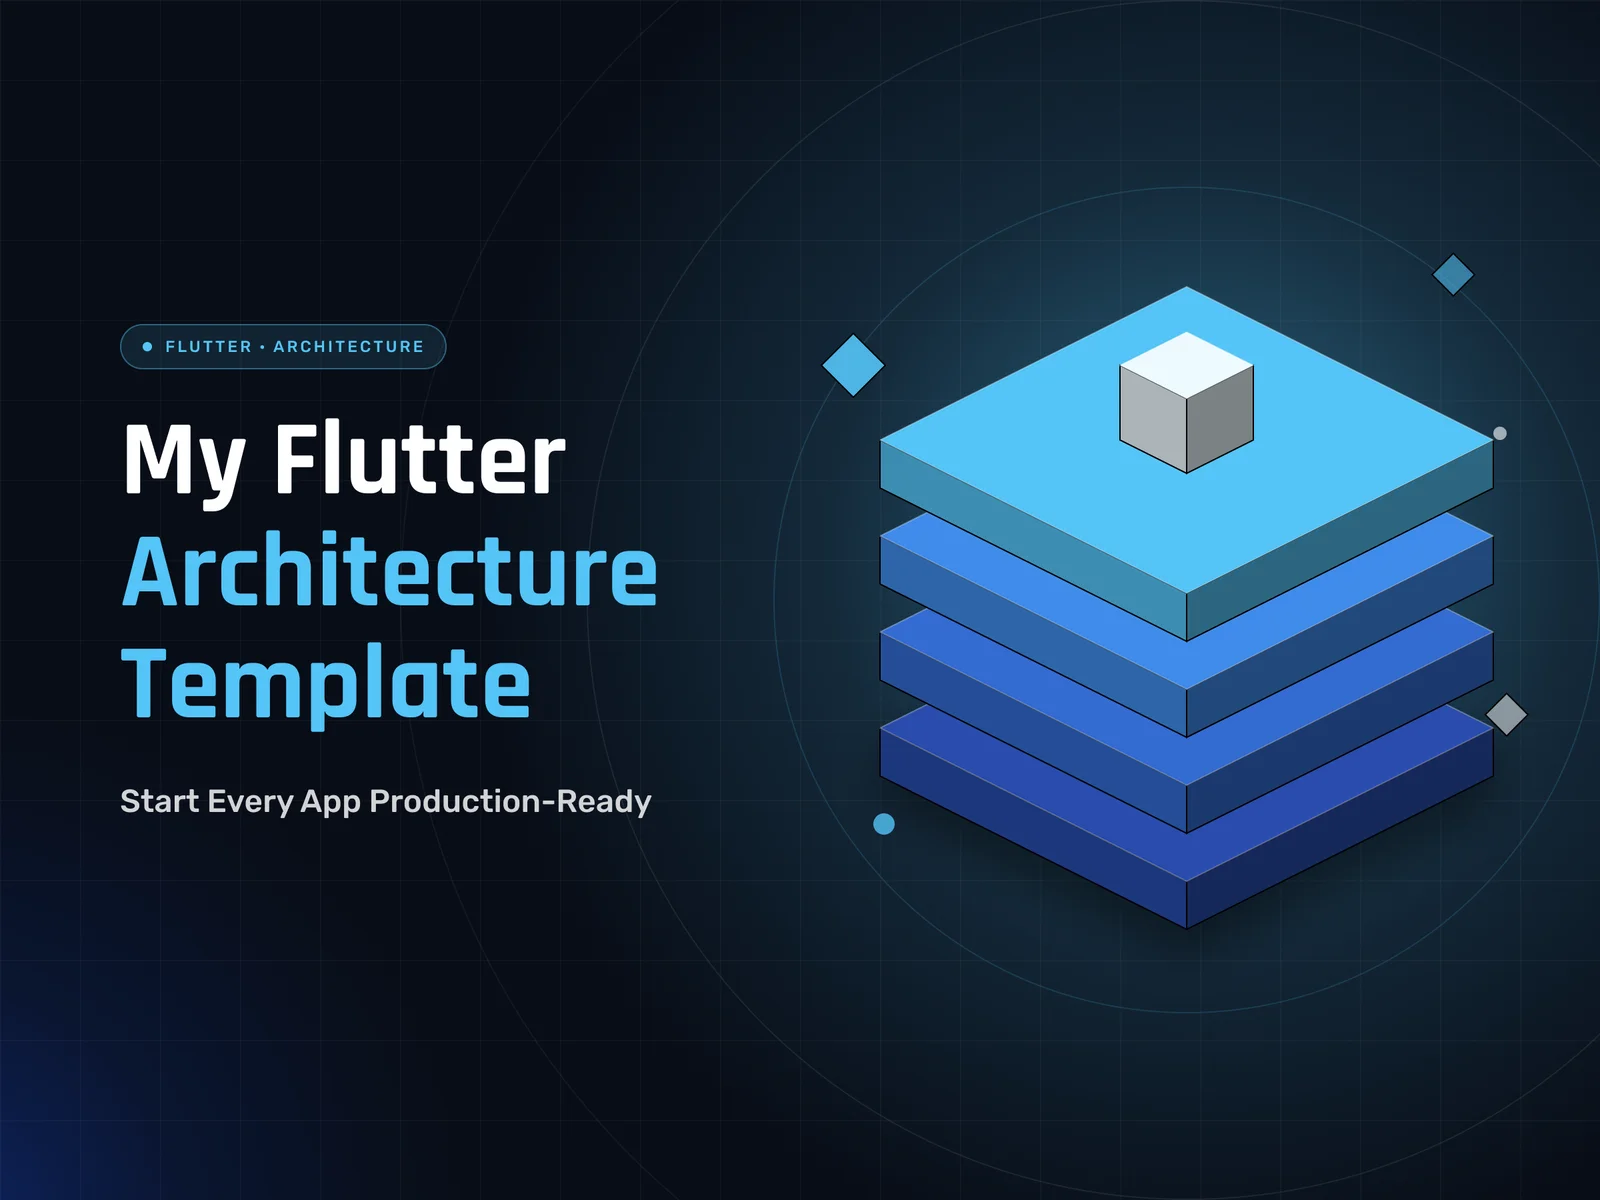 FLUTTER • ARCHITECTURE
My Flutter
Architecture
Template
Start Every App Production-Ready